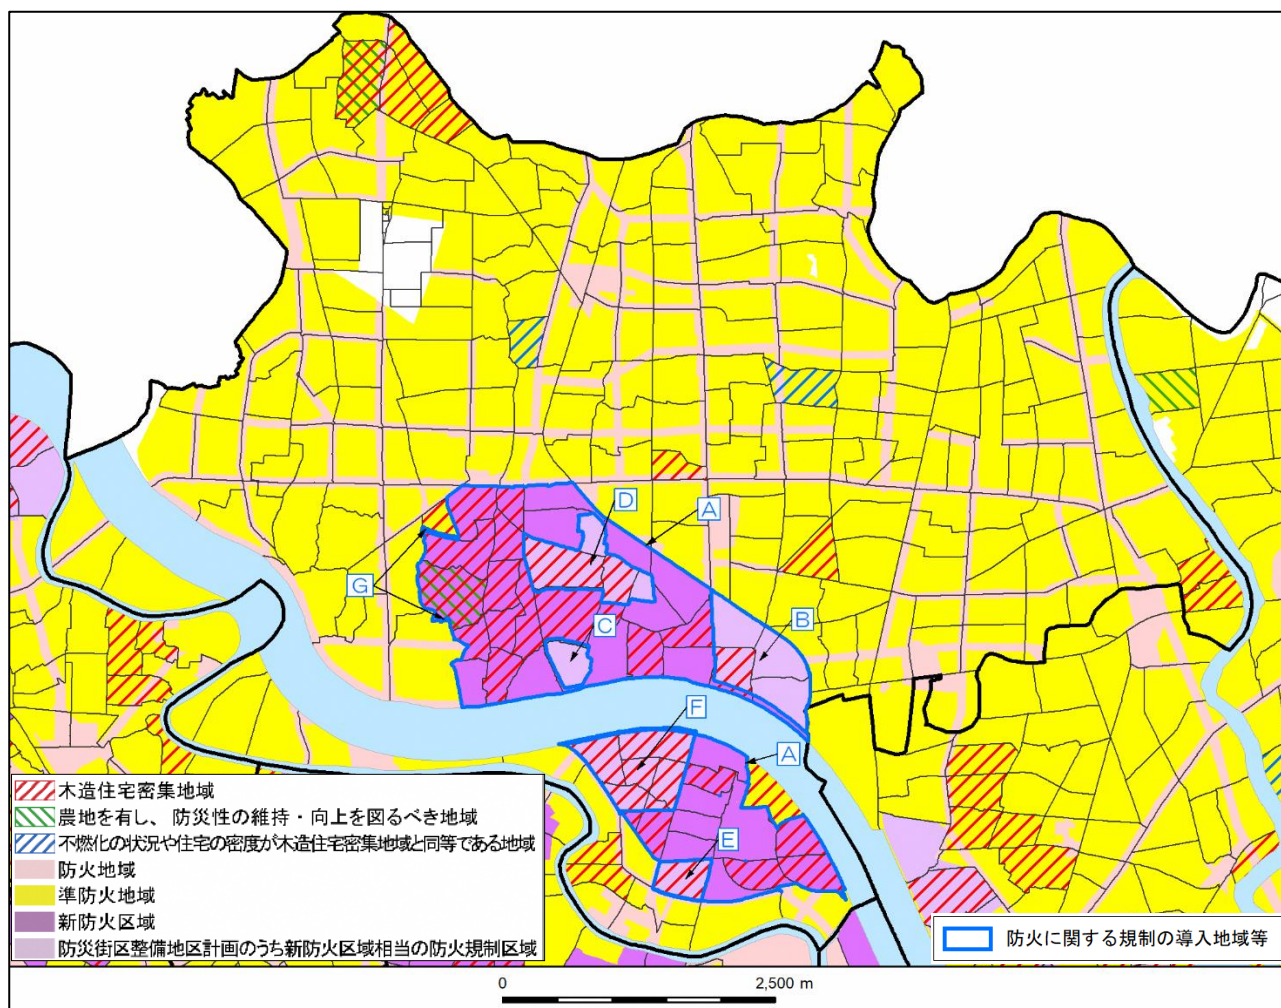 D
A
G
C
B
F
A
E
木造住宅密集地域
農地を有し、防災性の維持・向上を図るべき地域
不燃化の状況や住宅の密度が木造住宅密集地域と同等である地域
防火地域
準防火地域
新防火区域
防災街区整備地区計画のうち新防火区域相当の防火規制区域
防火に関する規制の導入地域等
0 2,500 m